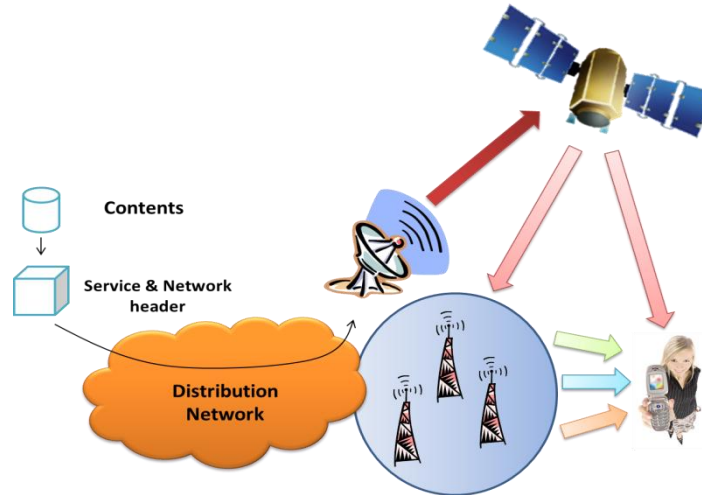 Contents
Service & Network
header
Distribution
Network